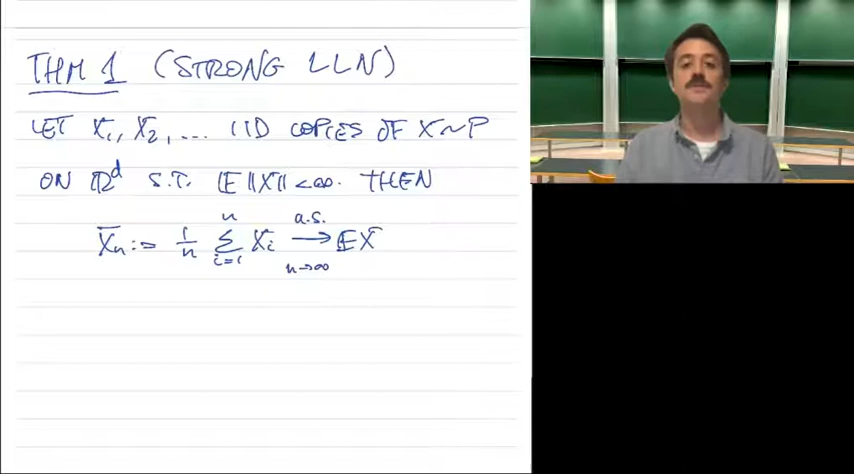 THM 1 (STRONG LLN)
LET X₁, X₂, ... IID COPIES OF X ~ P
ON ℝᵈ S.T. 𝔼‖X‖ < ∞. THEN
X̄ₙ := 1/n ∑ᵢ₌₁ⁿ Xᵢ →(a.s., n→∞) 𝔼X